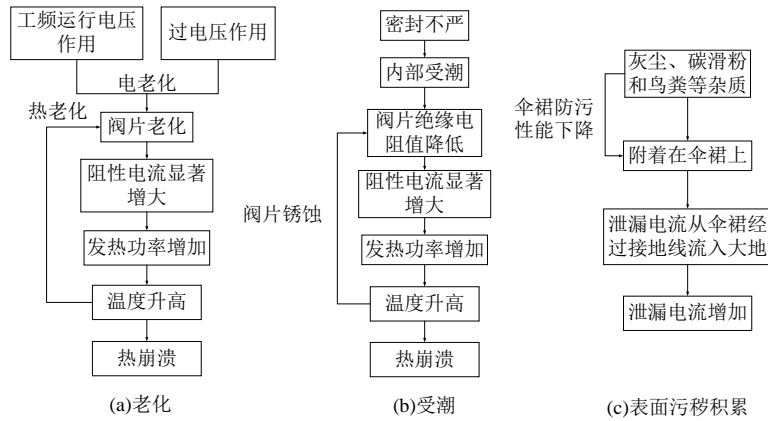 工频运行电压
作用
过电压作用
电老化
热老化
阀片老化
阻性电流显著
增大
发热功率增加
温度升高
热崩溃
(a)老化
密封不严
内部受潮
阀片绝缘电
阻值降低
阻性电流显著
增大
阀片锈蚀
发热功率增加
温度升高
热崩溃
(b)受潮
灰尘、碳滑粉
和鸟粪等杂质
伞裙防污
性能下降
附着在伞裙上
泄漏电流从伞裙经
过接地线流入大地
泄漏电流增加
(c)表面污秽积累